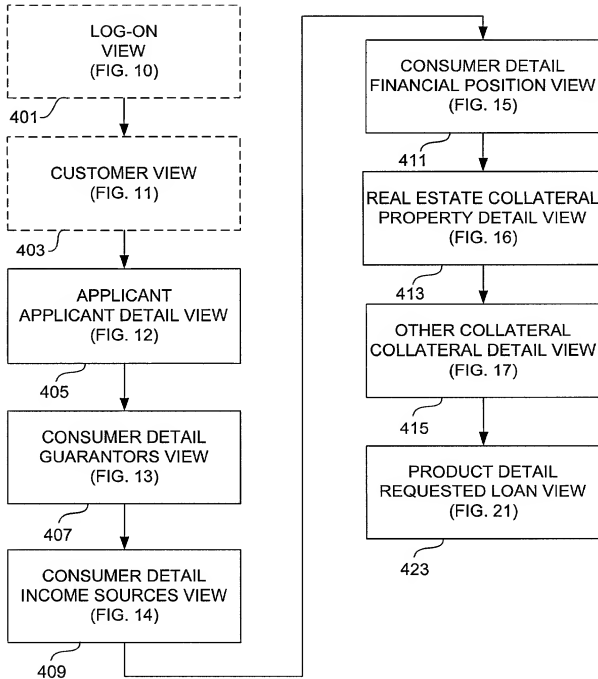 LOG-ON
VIEW
(FIG. 10)
401
CUSTOMER VIEW
(FIG. 11)
403
APPLICANT
APPLICANT DETAIL VIEW
(FIG. 12)
405
CONSUMER DETAIL
GUARANTORS VIEW
(FIG. 13)
407
CONSUMER DETAIL
INCOME SOURCES VIEW
(FIG. 14)
409
CONSUMER DETAIL
FINANCIAL POSITION VIEW
(FIG. 15)
411
REAL ESTATE COLLATERAL
PROPERTY DETAIL VIEW
(FIG. 16)
413
OTHER COLLATERAL
COLLATERAL DETAIL VIEW
(FIG. 17)
415
PRODUCT DETAIL
REQUESTED LOAN VIEW
(FIG. 21)
423